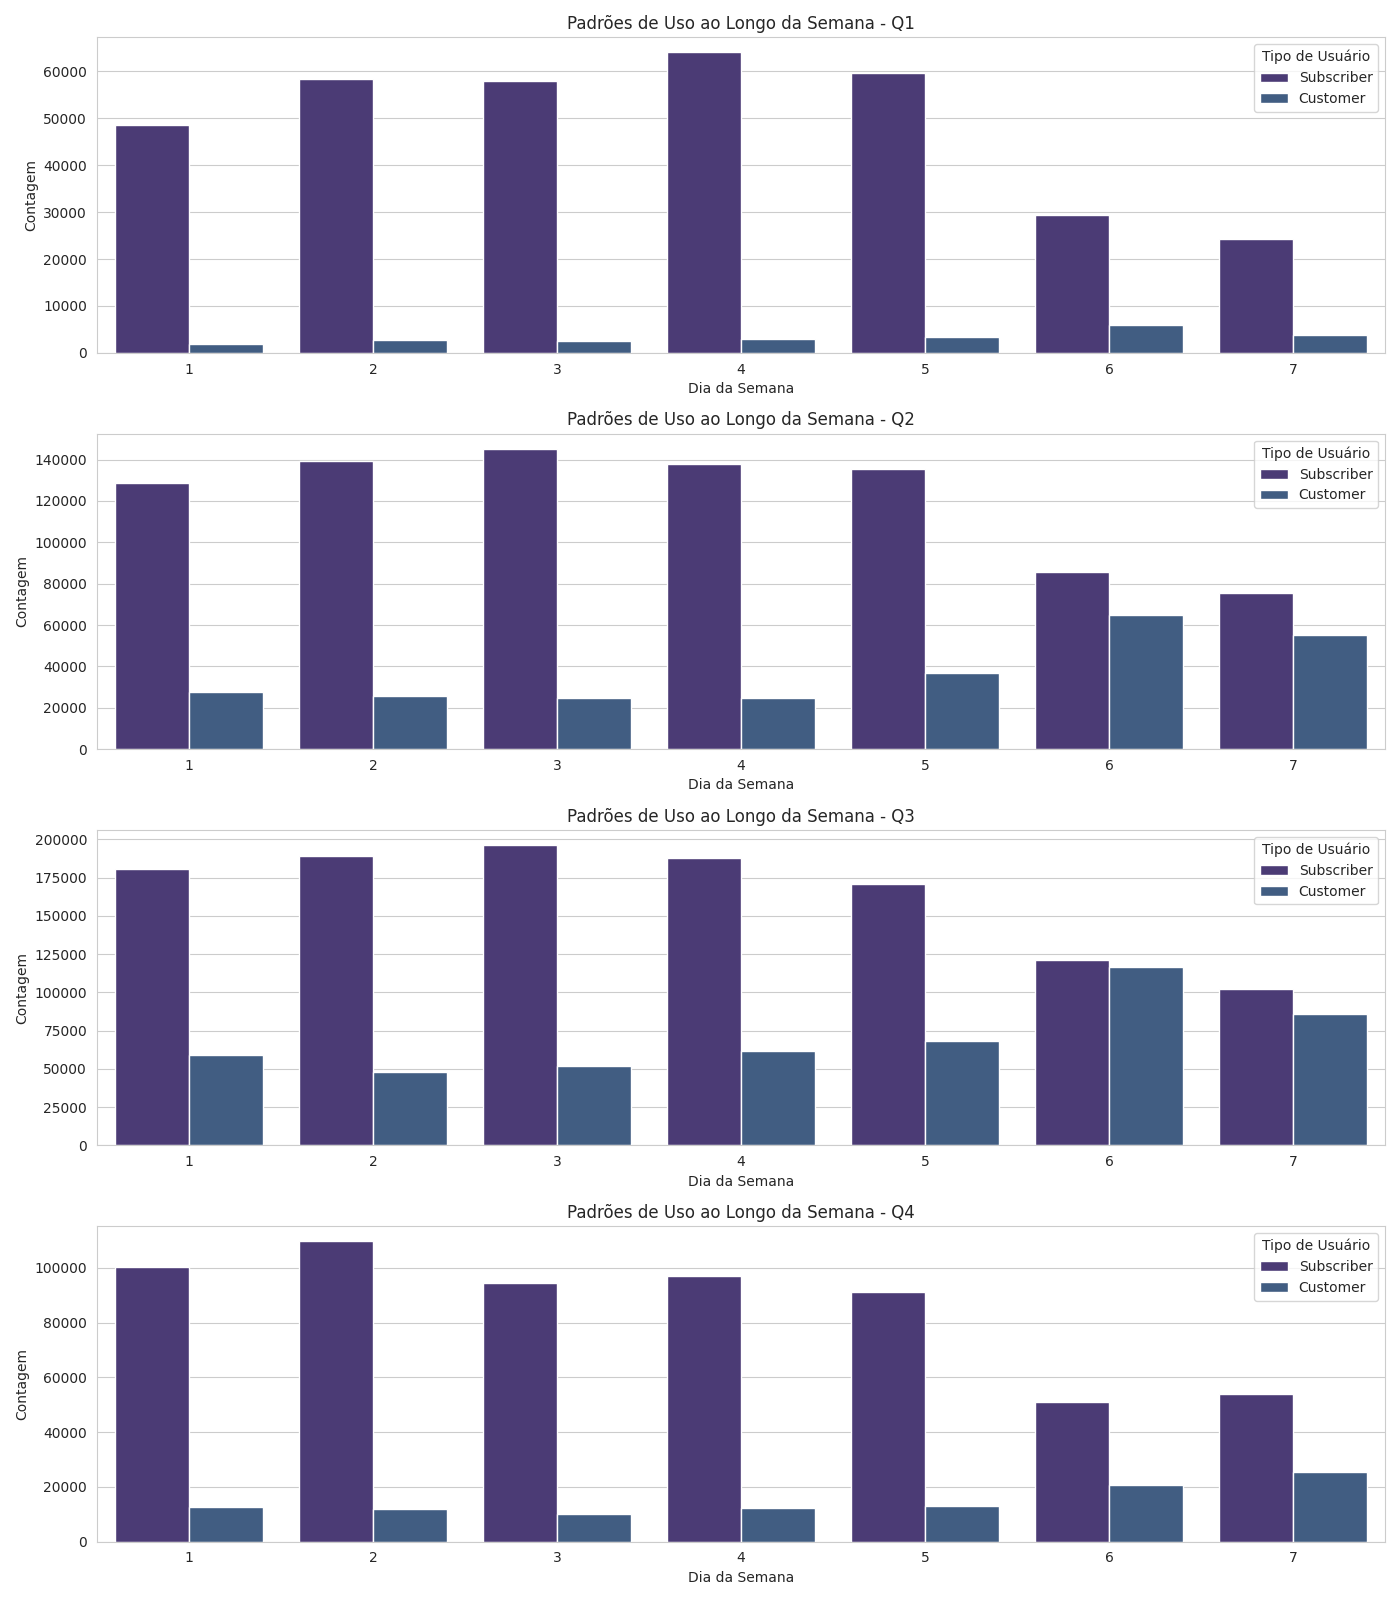 Padrões de Uso ao Longo da Semana - Q1
Tipo de Usuário
Subscriber
Customer
Contagem
60000
50000
40000
30000
20000
10000
0
1 2 3 4 5 6 7
Dia da Semana
Padrões de Uso ao Longo da Semana - Q2
Tipo de Usuário
Subscriber
Customer
Contagem
140000
120000
100000
80000
60000
40000
20000
0
1 2 3 4 5 6 7
Dia da Semana
Padrões de Uso ao Longo da Semana - Q3
Tipo de Usuário
Subscriber
Customer
Contagem
200000
175000
150000
125000
100000
75000
50000
25000
0
1 2 3 4 5 6 7
Dia da Semana
Padrões de Uso ao Longo da Semana - Q4
Tipo de Usuário
Subscriber
Customer
Contagem
100000
80000
60000
40000
20000
0
1 2 3 4 5 6 7
Dia da Semana